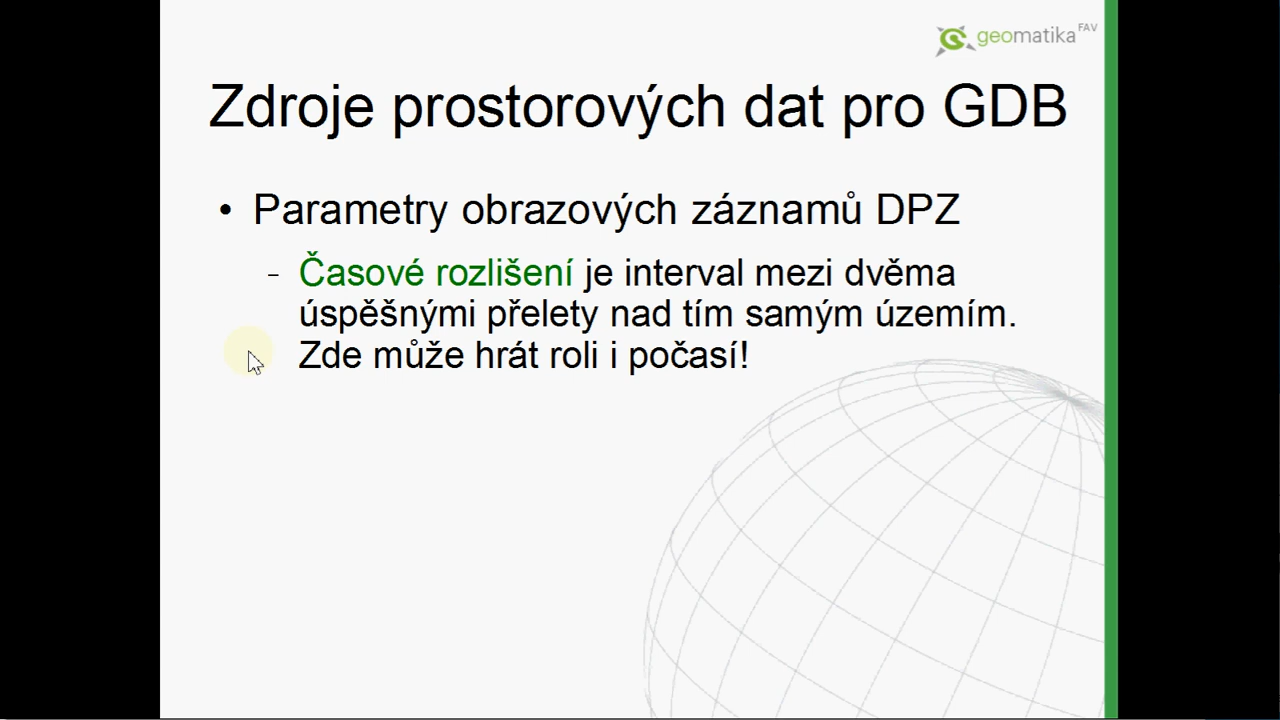 geomatika FAV
Zdroje prostorových dat pro GDB
• Parametry obrazových záznamů DPZ
– Časové rozlišení je interval mezi dvěma
úspěšnými přelety nad tím samým územím.
Zde může hrát roli i počasí!